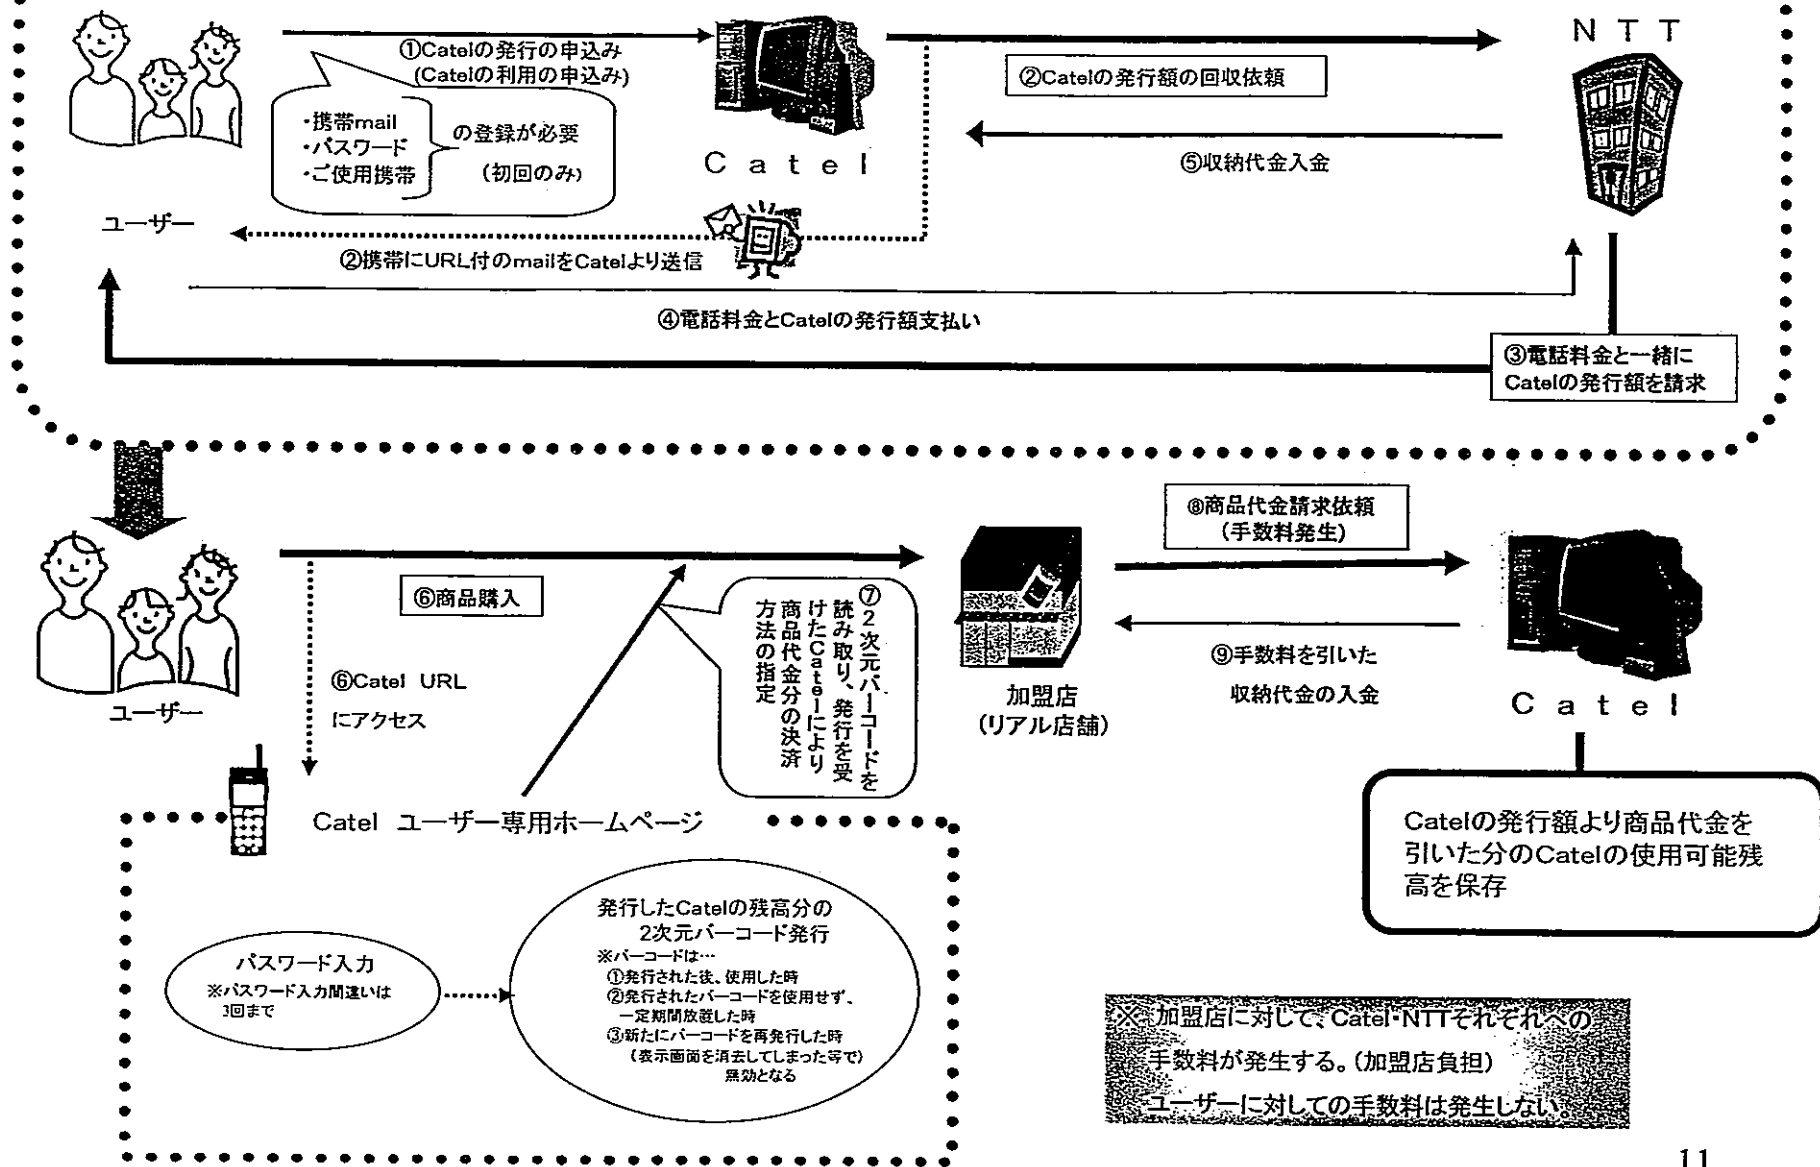 ①Catelの発行の申込み
(Catelの利用の申込み)
NTT
②Catelの発行額の回収依頼
・携帯mail
・パスワード
・ご使用携帯
の登録が必要
(初回のみ)
Catel
⑤収納代金入金
ユーザー
②携帯にURL付のmailをCatelより送信
④電話料金とCatelの発行額支払い
③電話料金と一緒に
Catelの発行額を請求
⑧商品代金請求依頼
(手数料発生)
⑥商品購入
⑦2次元バーコードを
読み取り、発行を受
けたCatelにより
商品代金分の決済
方法の指定
⑥Catel URL
にアクセス
ユーザー
加盟店
(リアル店舗)
⑨手数料を引いた
収納代金の入金
Catel
Catel ユーザー専用ホームページ
Catelの発行額より商品代金を
引いた分のCatelの使用可能残
高を保存
パスワード入力
※パスワード入力間違いは
3回まで
発行したCatelの残高分の
2次元バーコード発行
※バーコードは…
①発行された後、使用した時
②発行されたバーコードを使用せず、
一定期間放置した時
③新たにバーコードを再発行した時
(表示画面を消去してしまった等で)
無効となる
※ 加盟店に対して、Catel・NTTそれぞれへの
手数料が発生する。(加盟店負担)
ユーザーに対しての手数料は発生しない。
11